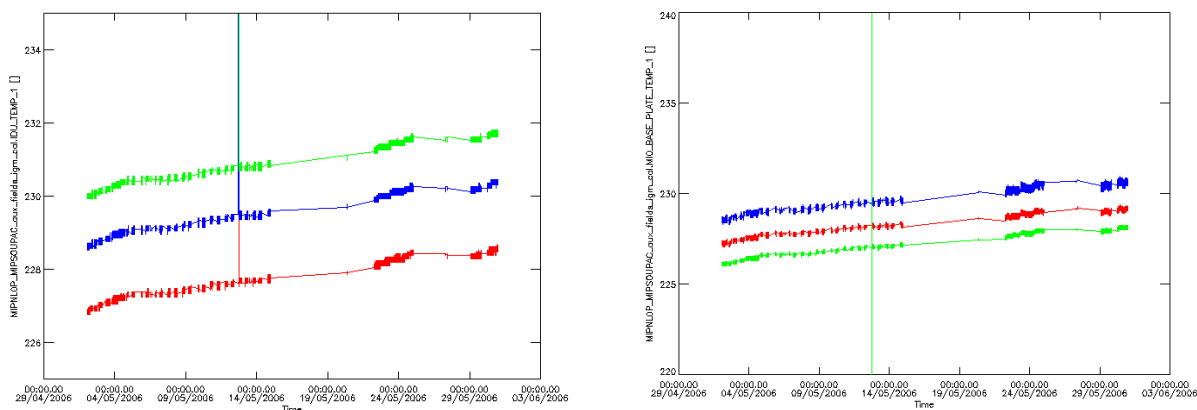 234
232
230
228
226
MIPNLOP_MIPSOUPAC.aux_fields_igm_col.IDU_TEMP_1 []
00:00.00 00:00.00 00:00.00 00:00.00 00:00.00 00:00.00 00:00.00 00:00.00
29/04/2006 04/05/2006 09/05/2006 14/05/2006 19/05/2006 24/05/2006 29/05/2006 03/06/2006
Time
240
235
230
225
220
MIPNLOP_MIPSOUPAC.aux_fields_igm_col.MIO_BASE_PLATE_TEMP_1 []
00:00.00 00:00.00 00:00.00 00:00.00 00:00.00 00:00.00 00:00.00 00:00.00
29/04/2006 04/05/2006 09/05/2006 14/05/2006 19/05/2006 24/05/2006 29/05/2006 03/06/2006
Time